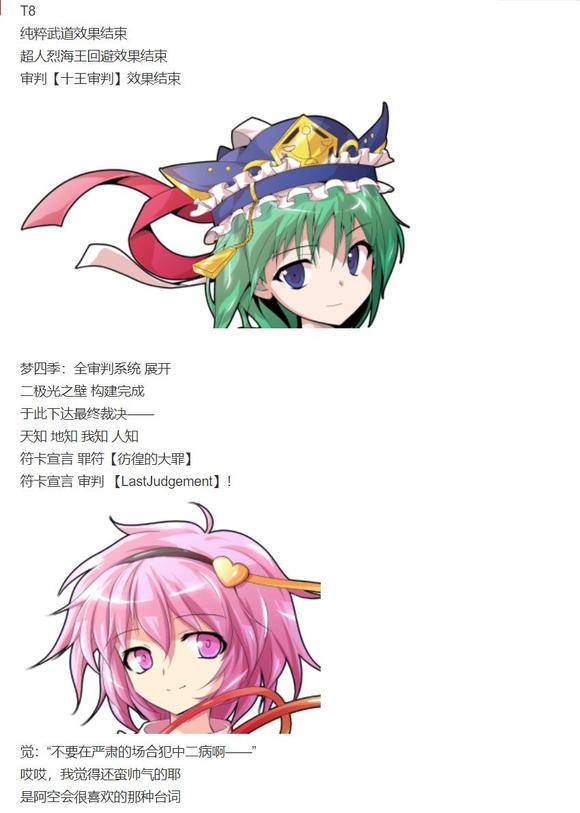 T8
纯粹武道效果结束
超人烈海王回避效果结束
审判【十王审判】效果结束
梦四季：全审判系统 展开
二极光之壁 构建完成
于此下达最终裁决——
天知 地知 我知 人知
符卡宣言 罪符【彷徨的大罪】
符卡宣言 审判 【LastJudgement】！
觉：“不要在严肃的场合犯中二病啊——”
哎哎，我觉得还蛮帅气的耶
是阿空会很喜欢的那种台词